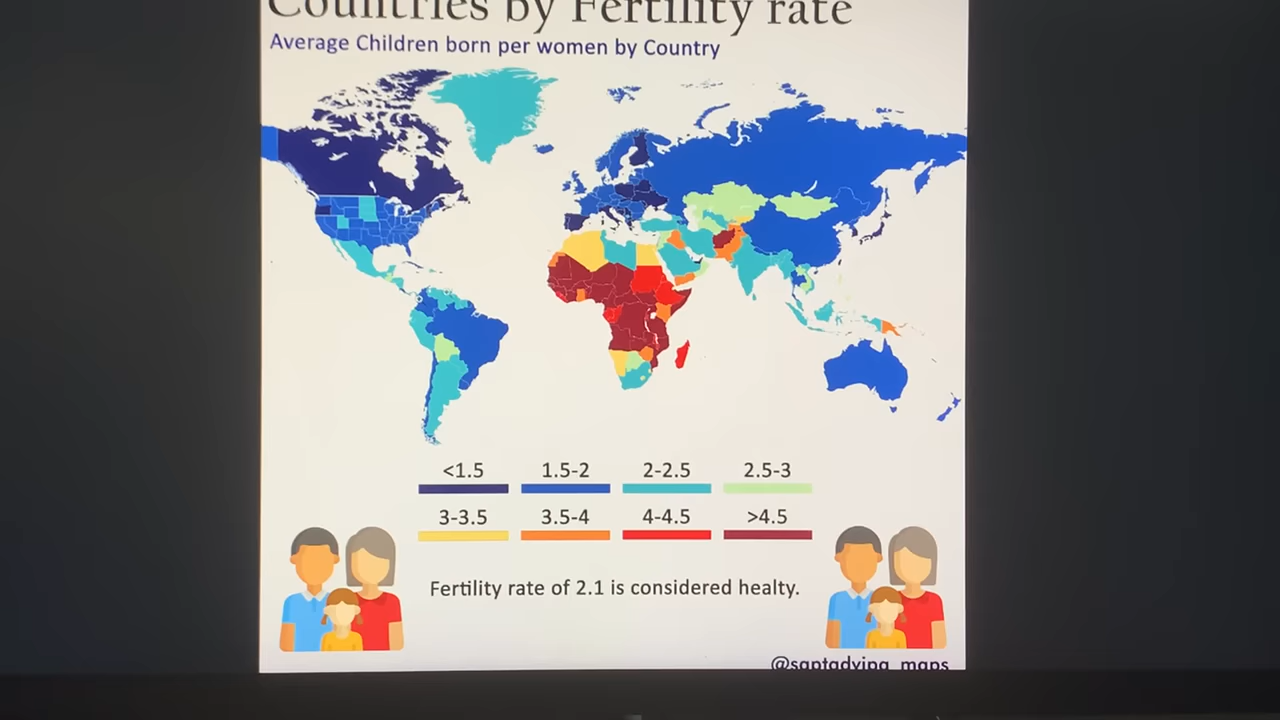 Countries by Fertility rate
Average Children born per women by Country
<1.5 1.5-2 2-2.5 2.5-3
3-3.5 3.5-4 4-4.5 >4.5
Fertility rate of 2.1 is considered healty.
@saptadvipa_maps